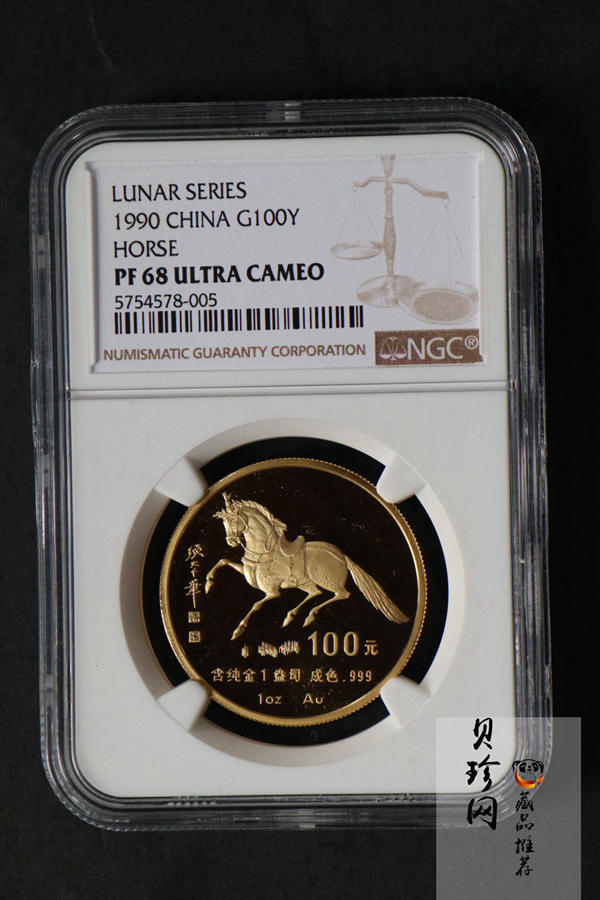 LUNAR SERIES
1990 CHINA G100Y
HORSE
PF 68 ULTRA CAMEO
5754578-005
NUMISMATIC GUARANTY CORPORATION
NGC®
100元
含纯金1盎司 成色.999
1oz Au
贝珍网
藏品推荐